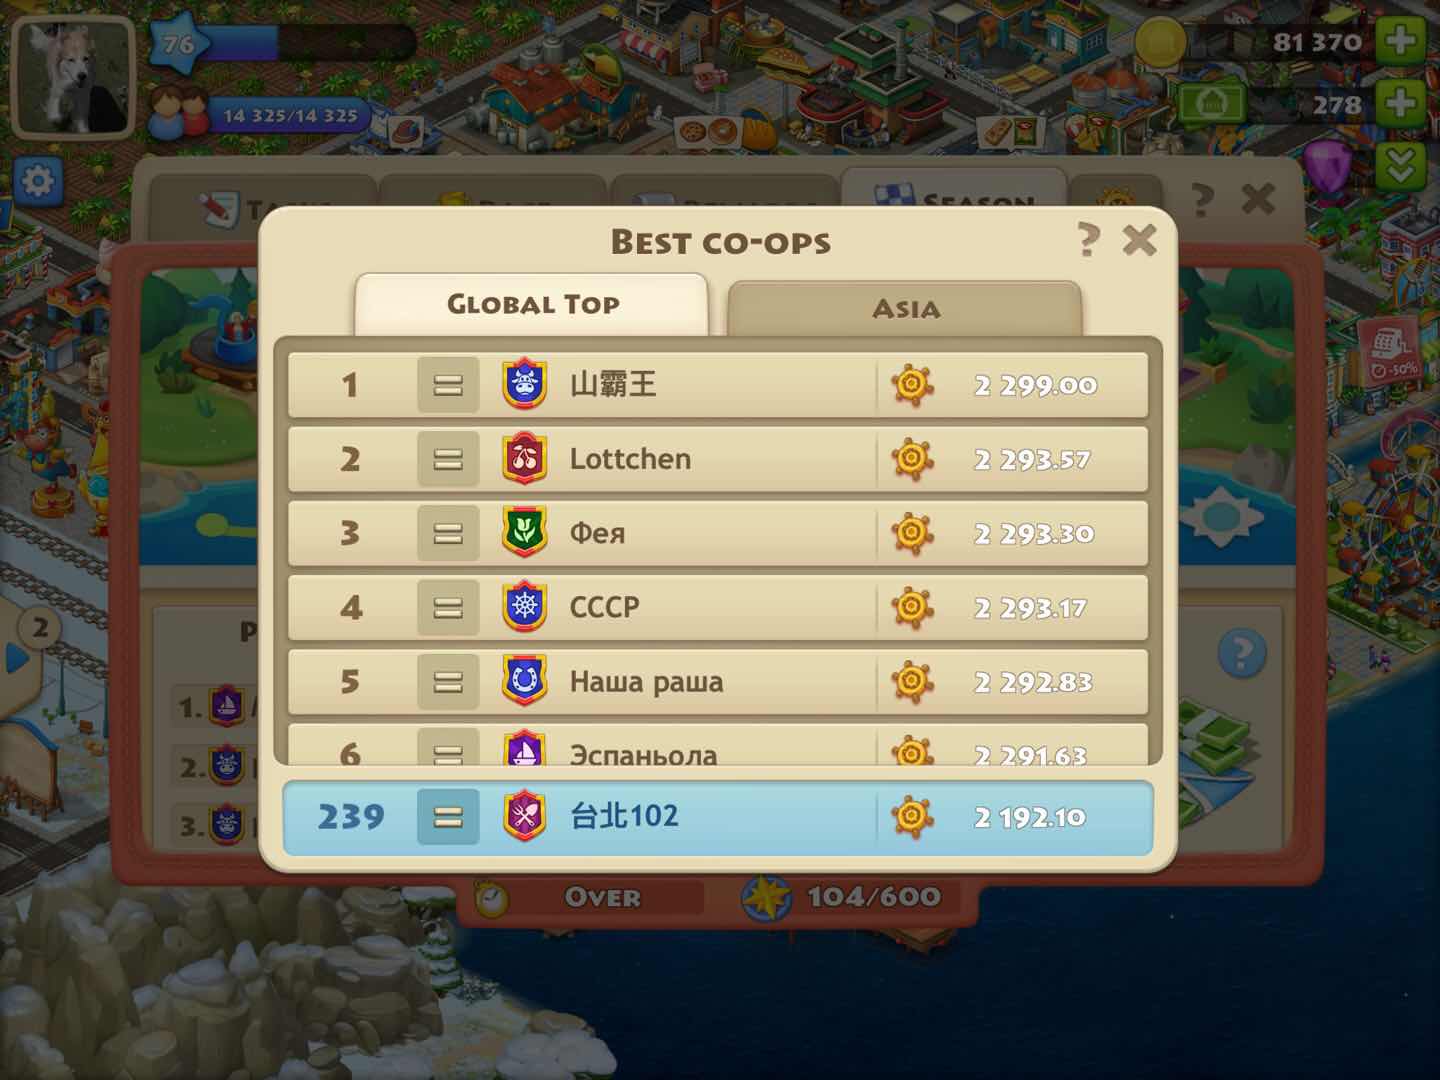 76
81 370
14 325/14 325
278
SEASON
BEST CO-OPS
?
GLOBAL TOP
ASIA
1 山霸王 2 299.00
2 Lottchen 2 293.57
3 Фея 2 293.30
4 СССР 2 293.17
5 Наша раша 2 292.83
6 Эспаньола 2 291.63
239 台北102 2 192.10
-50%
2
?
1.
2.
3.
OVER
104/600